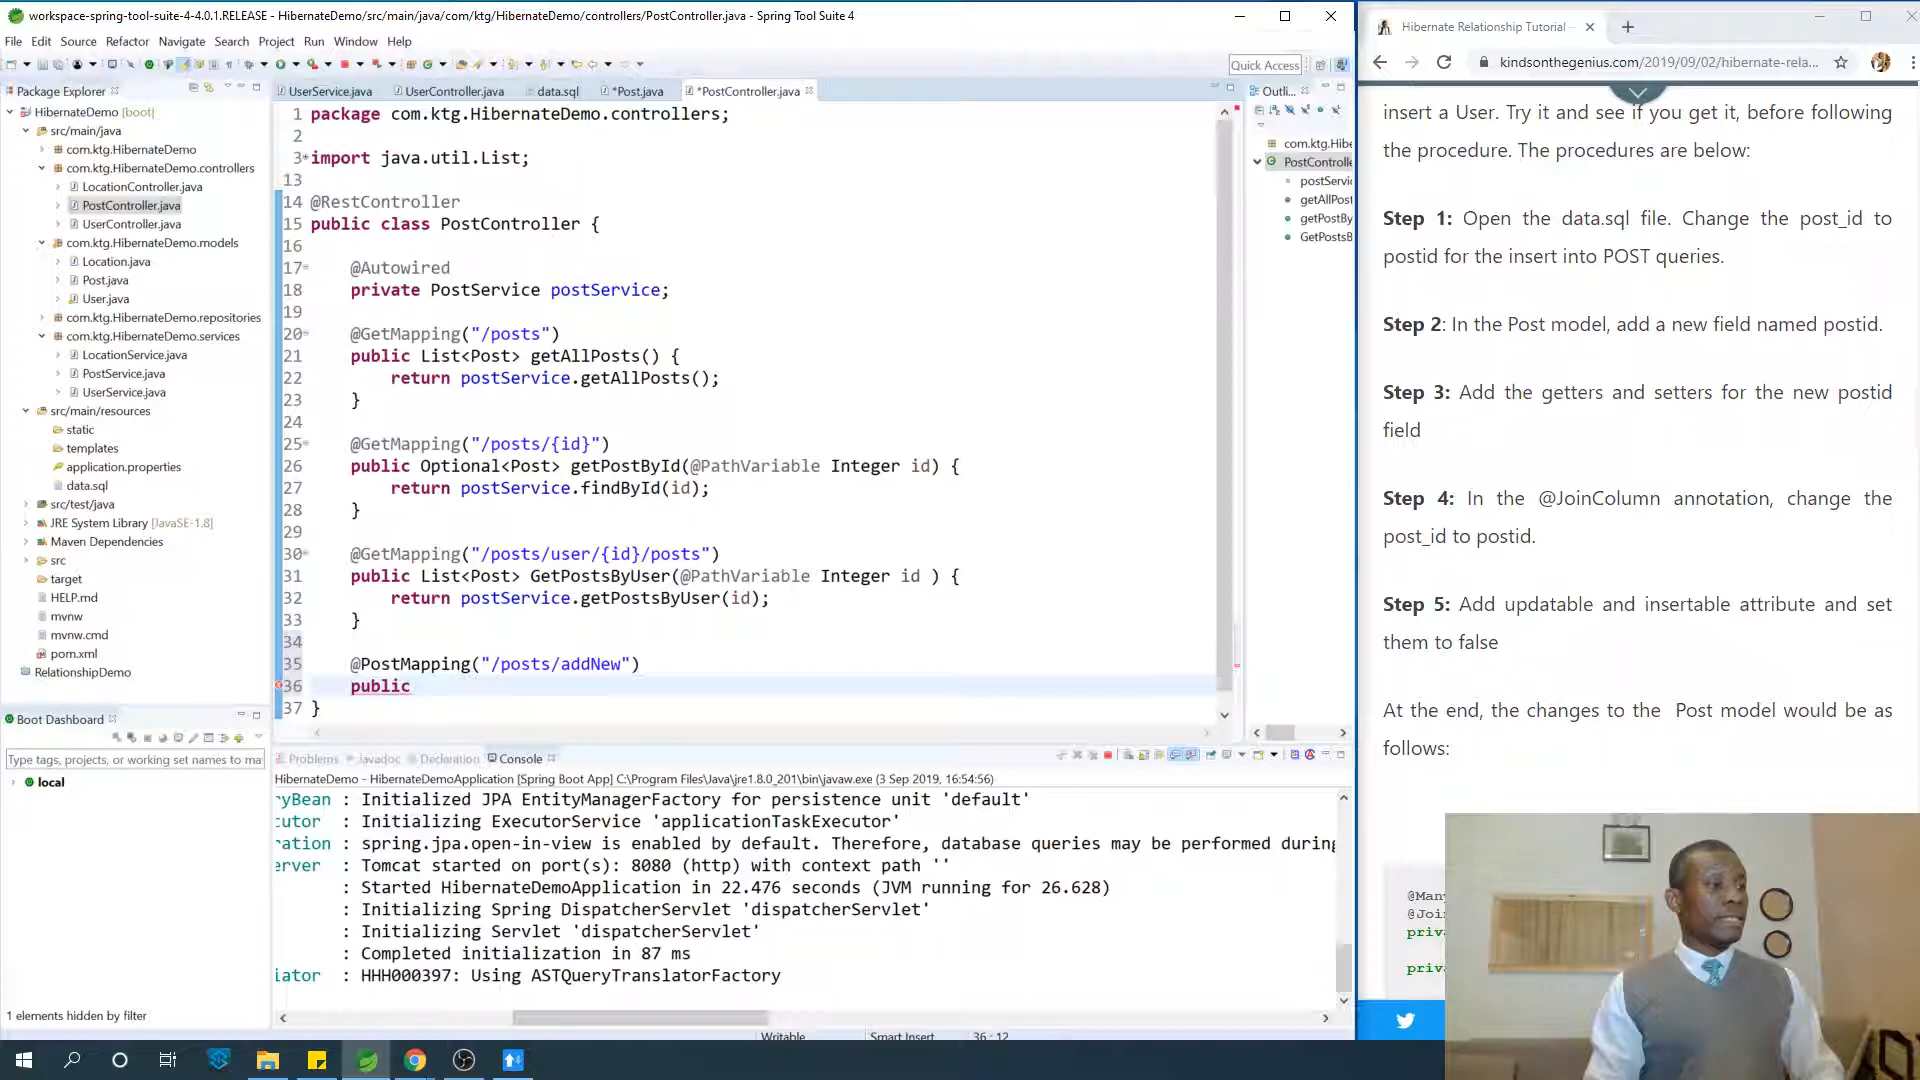 workspace-spring-tool-suite-4-4.0.1.RELEASE - HibernateDemo/src/main/java/com/ktg/HibernateDemo/controllers/PostController.java - Spring Tool Suite 4
File Edit Source Refactor Navigate Search Project Run Window Help
Quick Access
Package Explorer
HibernateDemo [boot]
src/main/java
com.ktg.HibernateDemo
com.ktg.HibernateDemo.controllers
LocationController.java
PostController.java
UserController.java
com.ktg.HibernateDemo.models
Location.java
Post.java
User.java
com.ktg.HibernateDemo.repositories
com.ktg.HibernateDemo.services
LocationService.java
PostService.java
UserService.java
src/main/resources
static
templates
application.properties
data.sql
src/test/java
JRE System Library [JavaSE-1.8]
Maven Dependencies
src
target
HELP.md
mvnw
mvnw.cmd
pom.xml
RelationshipDemo
Boot Dashboard
Type tags, projects, or working set names to ma
local
1 elements hidden by filter
UserService.java UserController.java data.sql *Post.java *PostController.java
1 package com.ktg.HibernateDemo.controllers;
2
3 import java.util.List;
13
14 @RestController
15 public class PostController {
16
17 @Autowired
18 private PostService postService;
19
20 @GetMapping("/posts")
21 public List<Post> getAllPosts() {
22 return postService.getAllPosts();
23 }
24
25 @GetMapping("/posts/{id}")
26 public Optional<Post> getPostById(@PathVariable Integer id) {
27 return postService.findById(id);
28 }
29
30 @GetMapping("/posts/user/{id}/posts")
31 public List<Post> GetPostsByUser(@PathVariable Integer id ) {
32 return postService.getPostsByUser(id);
33 }
34
35 @PostMapping("/posts/addNew")
36 public
37 }
Outli...
com.ktg.Hibe
PostControlle
postServic
getAllPost
getPostBy
GetPostsB
Problems Javadoc Declaration Console
HibernateDemo - HibernateDemoApplication [Spring Boot App] C:\Program Files\Java\jre1.8.0_201\bin\javaw.exe (3 Sep 2019, 16:54:56)
ryBean : Initialized JPA EntityManagerFactory for persistence unit 'default'
cutor : Initializing ExecutorService 'applicationTaskExecutor'
ration : spring.jpa.open-in-view is enabled by default. Therefore, database queries may be performed during
erver : Tomcat started on port(s): 8080 (http) with context path ''
: Started HibernateDemoApplication in 22.476 seconds (JVM running for 26.628)
: Initializing Spring DispatcherServlet 'dispatcherServlet'
: Initializing Servlet 'dispatcherServlet'
: Completed initialization in 87 ms
iator : HHH000397: Using ASTQueryTranslatorFactory
Writable Smart Insert 36 : 12
Hibernate Relationship Tutorial
kindsonthegenius.com/2019/09/02/hibernate-rela...
insert a User. Try it and see if you get it, before following
the procedure. The procedures are below:
Step 1: Open the data.sql file. Change the post_id to
postid for the insert into POST queries.
Step 2: In the Post model, add a new field named postid.
Step 3: Add the getters and setters for the new postid
field
Step 4: In the @JoinColumn annotation, change the
post_id to postid.
Step 5: Add updatable and insertable attribute and set
them to false
At the end, the changes to the Post model would be as
follows:
@Many
@Joi
priva
priva